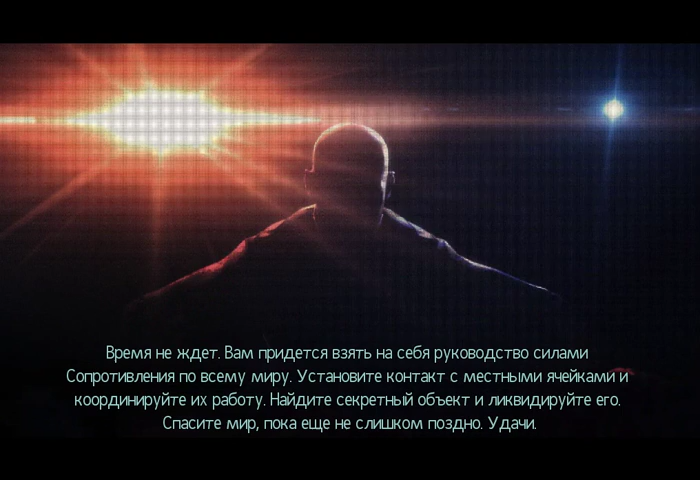 Время не ждет. Вам придется взять на себя руководство силами
Сопротивления по всему миру. Установите контакт с местными ячейками и
координируйте их работу. Найдите секретный объект и ликвидируйте его.
Спасите мир, пока еще не слишком поздно. Удачи.